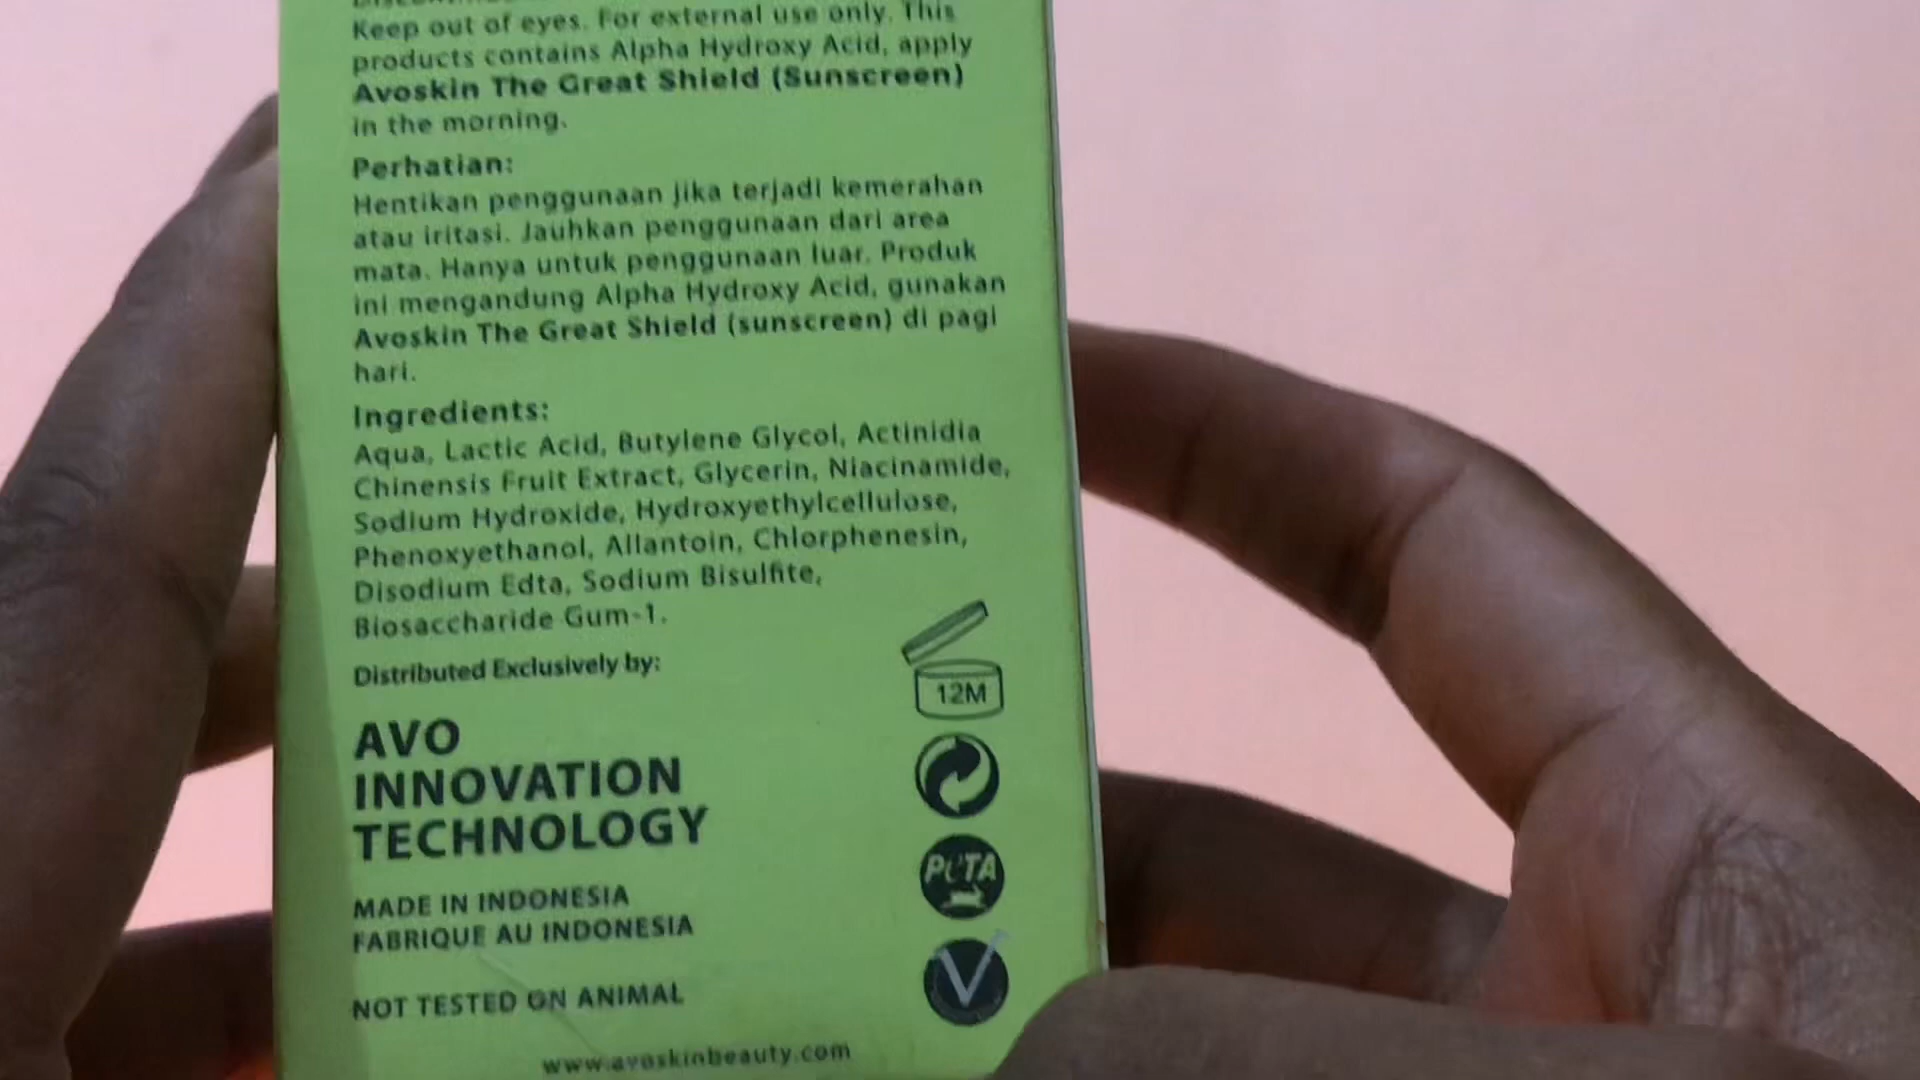 Keep out of eyes. For external use only. This
products contains Alpha Hydroxy Acid, apply
Avoskin The Great Shield (Sunscreen)
in the morning.
Perhatian:
Hentikan penggunaan jika terjadi kemerahan
atau iritasi. Jauhkan penggunaan dari area
mata. Hanya untuk penggunaan luar. Produk
ini mengandung Alpha Hydroxy Acid, gunakan
Avoskin The Great Shield (sunscreen) di pagi
hari.
Ingredients:
Aqua, Lactic Acid, Butylene Glycol, Actinidia
Chinensis Fruit Extract, Glycerin, Niacinamide,
Sodium Hydroxide, Hydroxyethylcellulose,
Phenoxyethanol, Allantoin, Chlorphenesin,
Disodium Edta, Sodium Bisulfite,
Biosaccharide Gum-1.
Distributed Exclusively by:
12M
AVO
INNOVATION
TECHNOLOGY
PETA
MADE IN INDONESIA
FABRIQUE AU INDONESIA
V
NOT TESTED ON ANIMAL
www.avoskinbeauty.com